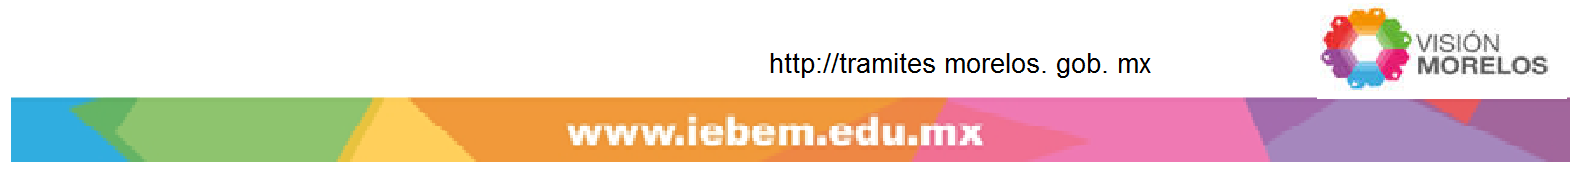 VISIÓN
MORELOS
http://tramites morelos. gob. mx
www.iebem.edu.mx